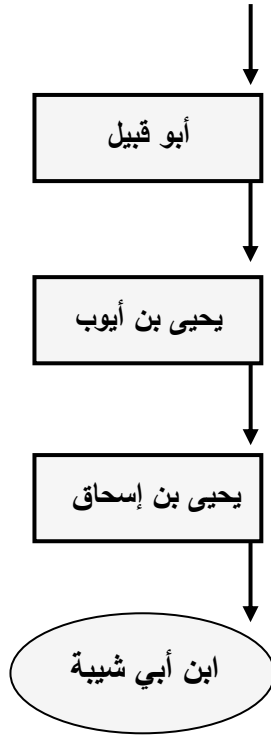 أبو قبيل
يحيى بن أيوب
يحيى بن إسحاق
ابن أبي شيبة